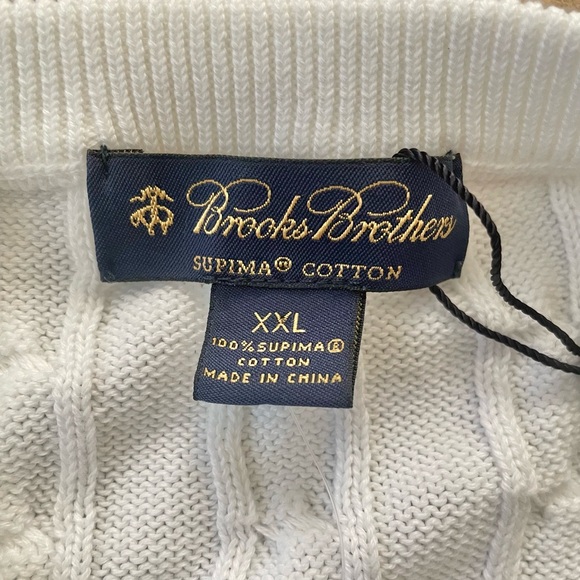 Brooks Brothers
SUPIMA® COTTON
XXL
100% SUPIMA®
COTTON
MADE IN CHINA